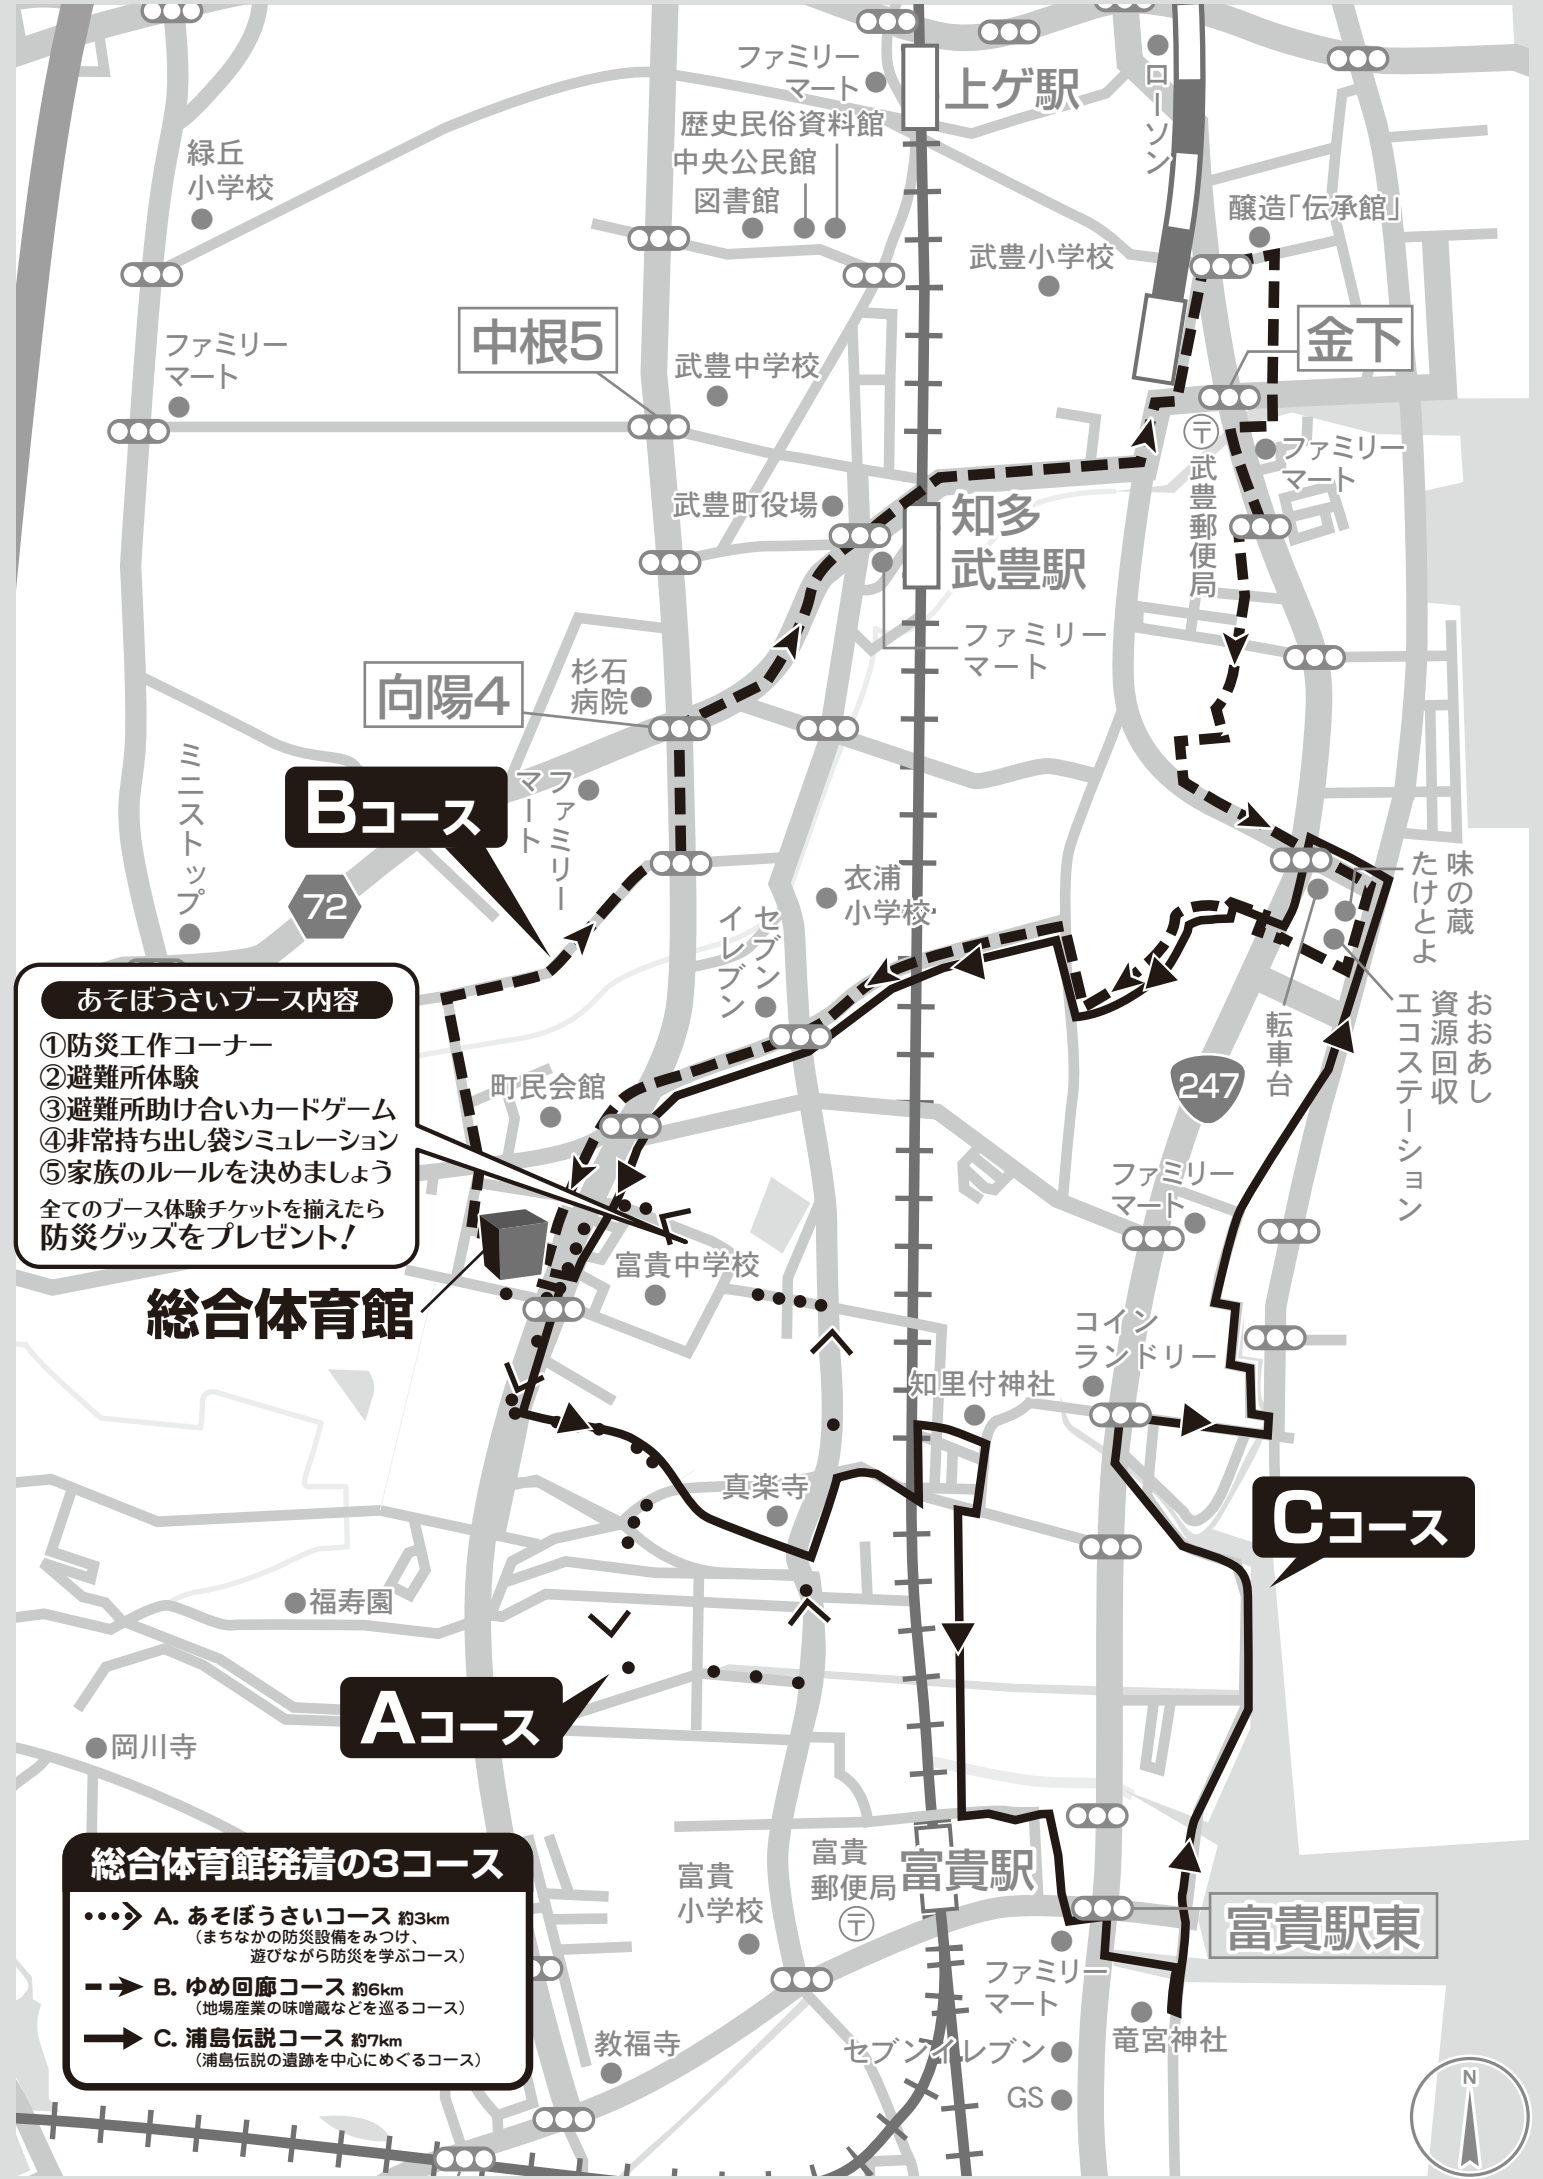 ファミリー
マート
上ゲ駅
ローソン
歴史民俗資料館
中央公民館
図書館
緑丘
小学校
醸造「伝承館」
武豊小学校
中根5
金下
ファミリー
マート
武豊中学校
〒
武豊郵便局
ファミリー
マート
武豊町役場
知多
武豊駅
ファミリー
マート
杉石
病院
向陽4
ミニストップ
ファミリー
マート
Bコース
72
衣浦
小学校
セブン
イレブン
味の蔵
たけとよ
おおあし
資源回収
エコステーション
転車台
247
あそぼうさいブース内容
①防災工作コーナー
②避難所体験
③避難所助け合いカードゲーム
④非常持ち出し袋シミュレーション
⑤家族のルールを決めましょう
全てのブース体験チケットを揃えたら
防災グッズをプレゼント!
町民会館
ファミリー
マート
富貴中学校
総合体育館
コイン
ランドリー
知里付神社
真楽寺
Cコース
福寿園
Aコース
岡川寺
総合体育館発着の3コース
A. あそぼうさいコース 約3km
（まちなかの防災設備をみつけ、
遊びながら防災を学ぶコース）
B. ゆめ回廊コース 約6km
（地場産業の味噌蔵などを巡るコース）
C. 浦島伝説コース 約7km
（浦島伝説の遺跡を中心にめぐるコース）
富貴
郵便局
〒
富貴駅
富貴
小学校
富貴駅東
ファミリー
マート
教福寺
セブンイレブン
竜宮神社
GS
N